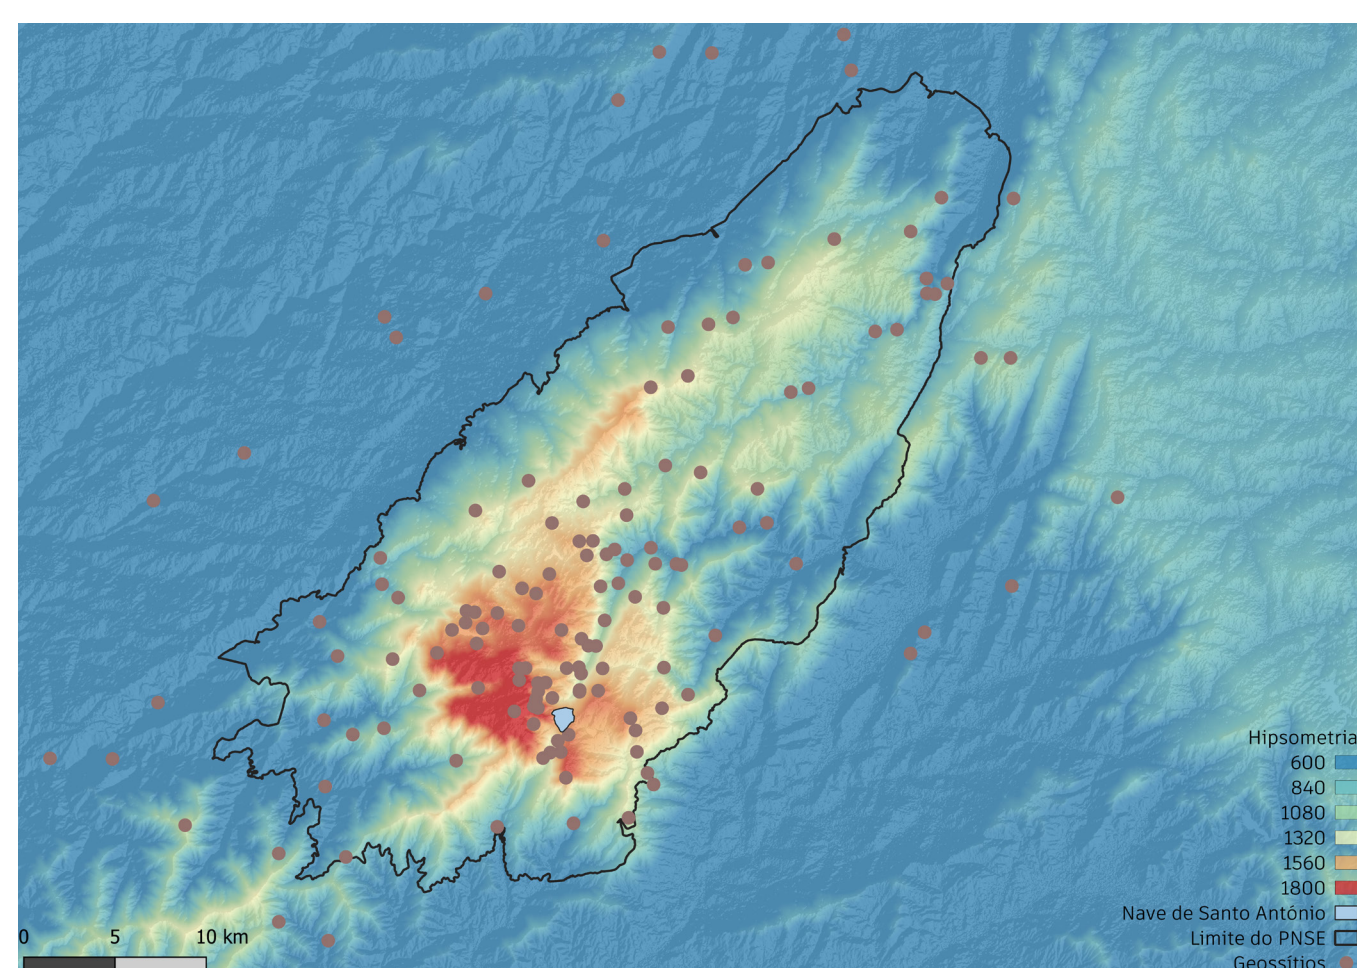 Hipsometria
600
840
1080
1320
1560
1800
Nave de Santo António
Limite do PNSE
Geossítios
0 5 10 km